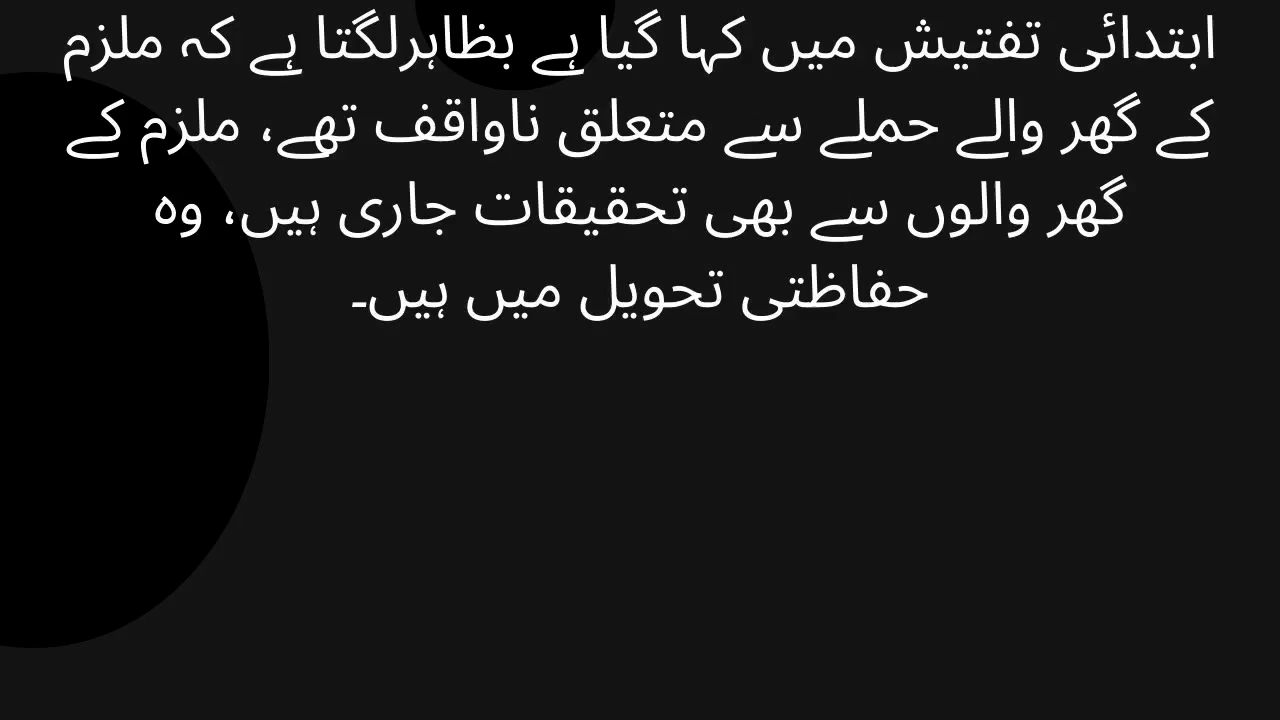 ابتدائی تفتیش میں کہا گیا ہے بظاہرلگتا ہے کہ ملزم
کے گھر والے حملے سے متعلق ناواقف تھے، ملزم کے
گھر والوں سے بھی تحقیقات جاری ہیں، وہ
حفاظتی تحویل میں ہیں۔